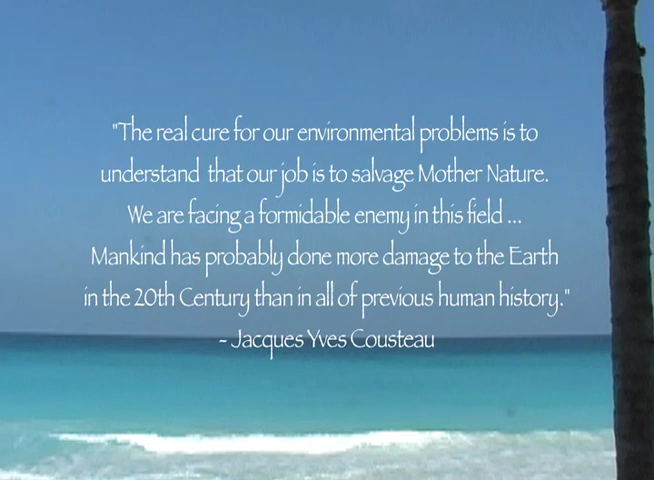 "The real cure for our environmental problems is to
understand that our job is to salvage Mother Nature.
We are facing a formidable enemy in this field ...
Mankind has probably done more damage to the Earth
in the 20th Century than in all of previous human history."
- Jacques Yves Cousteau